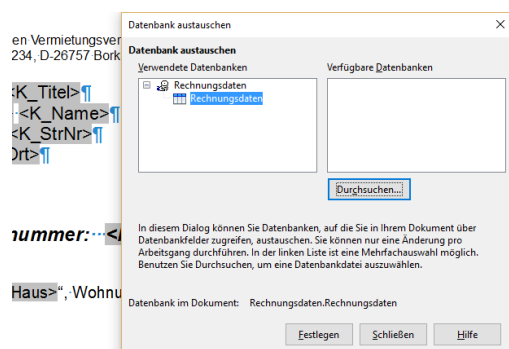 Datenbank austauschen
en·Vermietungsver
234,·D-26757·Bork
<K_Titel>¶
··<K_Name>¶
<K_StrNr>¶
Ort>¶
nummer:···<
Haus>“,·Wohnu
Datenbank austauschen
Verwendete Datenbanken
Verfügbare Datenbanken
Rechnungsdaten
Rechnungsdaten
Durchsuchen...
In diesem Dialog können Sie Datenbanken, auf die Sie in Ihrem Dokument über
Datenbankfelder zugreifen, austauschen. Sie können nur eine Änderung pro
Arbeitsgang durchführen. In der linken Liste ist eine Mehrfachauswahl möglich.
Benutzen Sie Durchsuchen, um eine Datenbankdatei auszuwählen.
Datenbank im Dokument: Rechnungsdaten.Rechnungsdaten
Festlegen
Schließen
Hilfe